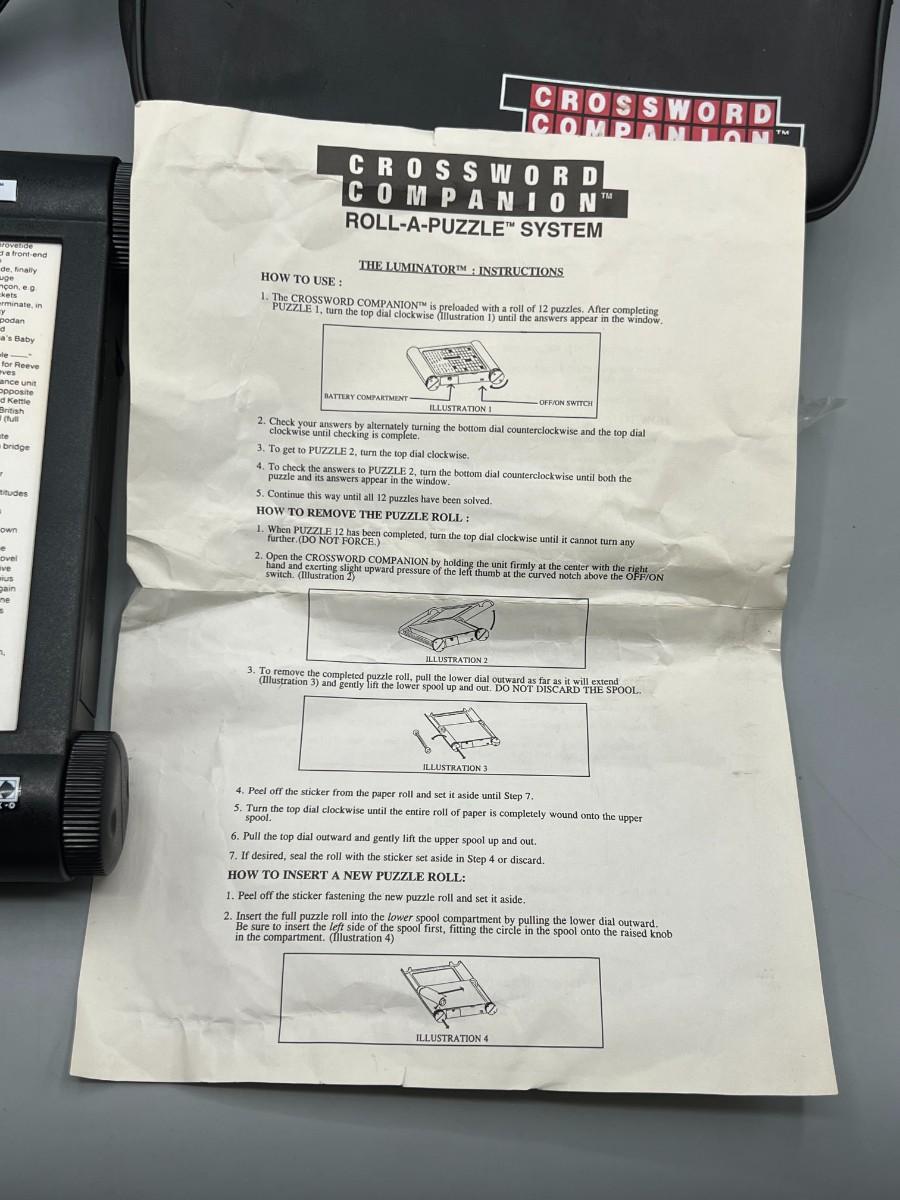 CROSSWORD
COMPANION™
CROSSWORD
COMPANION™
ROLL-A-PUZZLE™ SYSTEM
THE LUMINATOR™ : INSTRUCTIONS
HOW TO USE :
1. The CROSSWORD COMPANION™ is preloaded with a roll of 12 puzzles. After completing
PUZZLE 1, turn the top dial clockwise (Illustration 1) until the answers appear in the window.
BATTERY COMPARTMENT
OFF/ON SWITCH
ILLUSTRATION 1
2. Check your answers by alternately turning the bottom dial counterclockwise and the top dial
clockwise until checking is complete.
3. To get to PUZZLE 2, turn the top dial clockwise.
4. To check the answers to PUZZLE 2, turn the bottom dial counterclockwise until both the
puzzle and its answers appear in the window.
5. Continue this way until all 12 puzzles have been solved.
HOW TO REMOVE THE PUZZLE ROLL :
1. When PUZZLE 12 has been completed, turn the top dial clockwise until it cannot turn any
further. (DO NOT FORCE.)
2. Open the CROSSWORD COMPANION by holding the unit firmly at the center with the right
hand and exerting slight upward pressure of the left thumb at the curved notch above the OFF/ON
switch. (Illustration 2)
ILLUSTRATION 2
3. To remove the completed puzzle roll, pull the lower dial outward as far as it will extend
(Illustration 3) and gently lift the lower spool up and out. DO NOT DISCARD THE SPOOL.
ILLUSTRATION 3
4. Peel off the sticker from the paper roll and set it aside until Step 7.
5. Turn the top dial clockwise until the entire roll of paper is completely wound onto the upper
spool.
6. Pull the top dial outward and gently lift the upper spool up and out.
7. If desired, seal the roll with the sticker set aside in Step 4 or discard.
HOW TO INSERT A NEW PUZZLE ROLL:
1. Peel off the sticker fastening the new puzzle roll and set it aside.
2. Insert the full puzzle roll into the lower spool compartment by pulling the lower dial outward.
Be sure to insert the left side of the spool first, fitting the circle in the spool onto the raised knob
in the compartment. (Illustration 4)
ILLUSTRATION 4
d a front-end
de, finally
e.g.
in
a's Baby
for Reeve
unit
opposite
d Kettle
British
(full
bridge